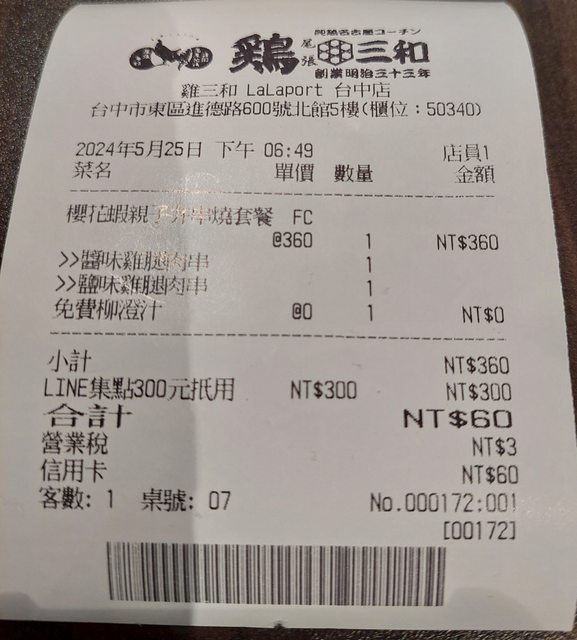 純鶏名古屋コーチン
鶏 尾張 三和
創業明治三十三年
雞三和 LaLaport 台中店
台中市東區進德路600號北館5樓(櫃位：50340)
2024年5月25日 下午 06:49 店員1
菜名 單價 數量 金額
櫻花蝦親子丼串燒套餐 FC
@360 1 NT$360
>>醬味雞腿肉串 1
>>鹽味雞腿肉串 1
免費柳澄汁 @0 1 NT$0
小計 NT$360
LINE集點300元抵用 NT$300 NT$300
合計 NT$60
營業稅 NT$3
信用卡 NT$60
客數: 1 桌號: 07 No.000172:001
[00172]